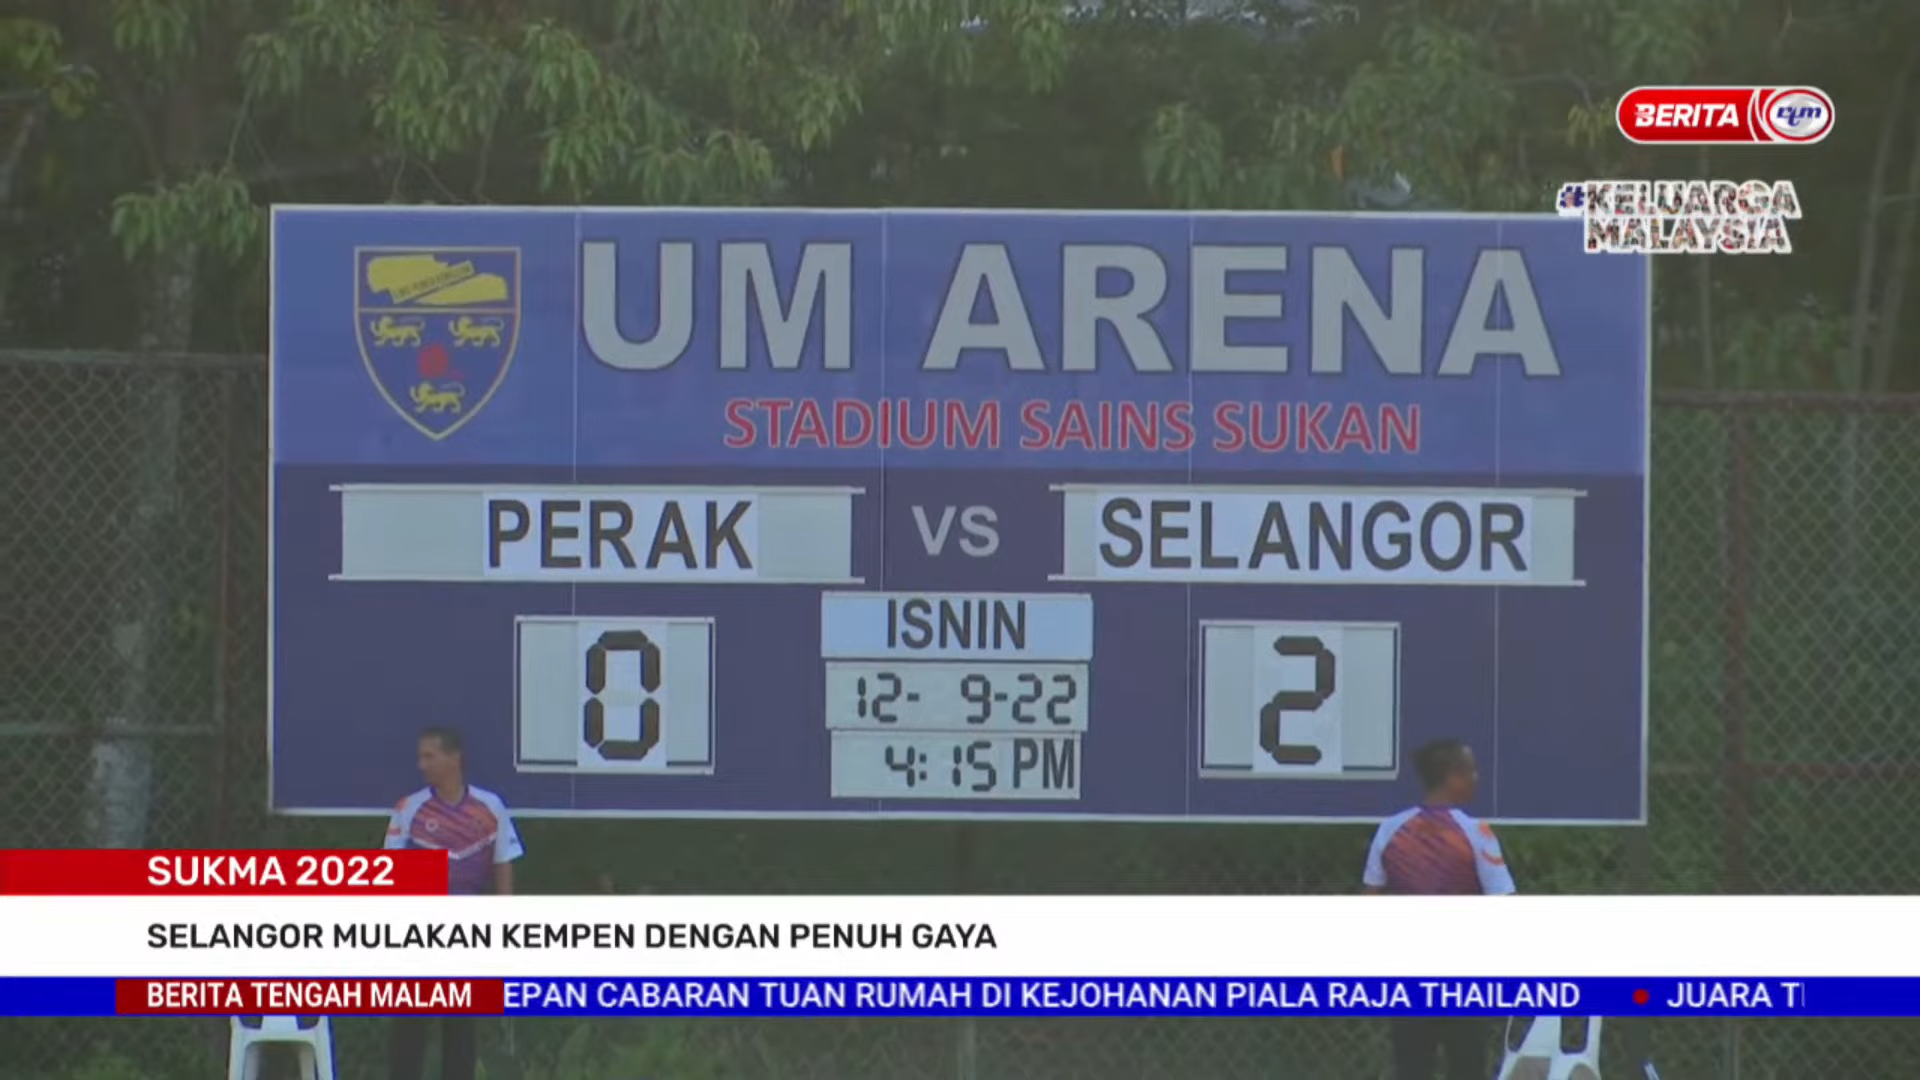 BERITA rtm
#KELUARGA
MALAYSIA
UM ARENA
STADIUM SAINS SUKAN
PERAK VS SELANGOR
0 ISNIN 2
12- 9-22
4:15 PM
SUKMA 2022
SELANGOR MULAKAN KEMPEN DENGAN PENUH GAYA
BERITA TENGAH MALAM EPAN CABARAN TUAN RUMAH DI KEJOHANAN PIALA RAJA THAILAND • JUARA T